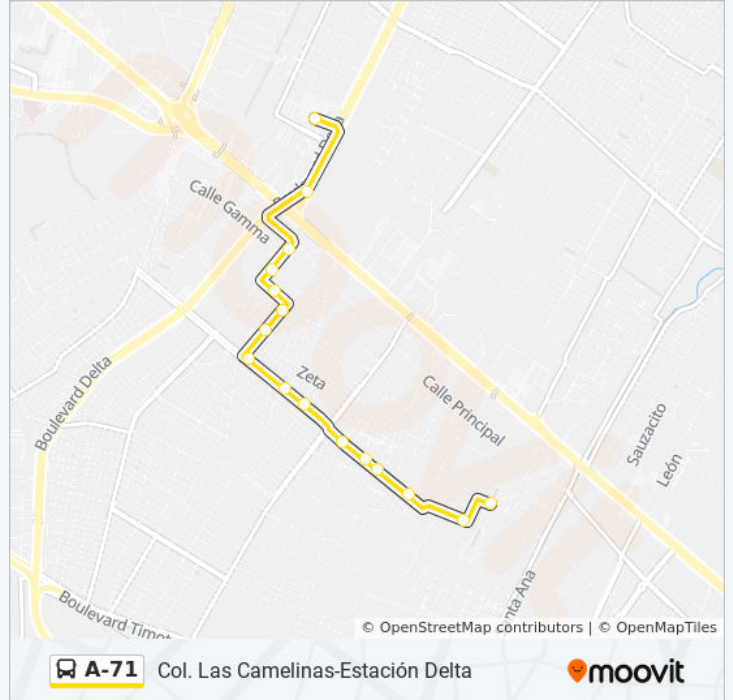 Calle Gamma
Zeta
Boulevard Delta
Calle Principal
Sauzacito
León
nta Ana
Boulevard Timot
© OpenStreetMap contributors | © OpenMapTiles
A-71 Col. Las Camelinas-Estación Delta
moovit